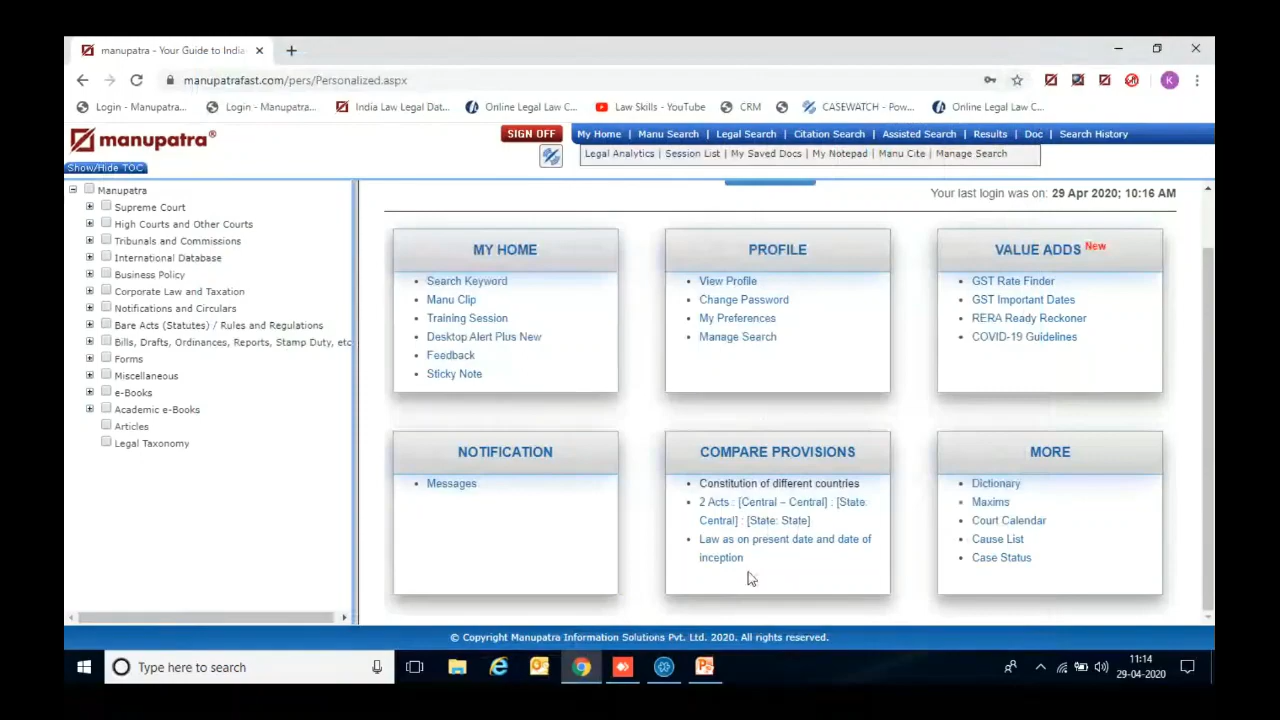 manupatra - Your Guide to India
manupatrafast.com/pers/Personalized.aspx
K
Login - Manupatra...
Login - Manupatra...
India Law Legal Dat...
Online Legal Law C...
Law Skills - YouTube
CRM
CASEWATCH - Pow...
Online Legal Law C...
manupatra®
SIGN OFF
My Home | Manu Search | Legal Search | Citation Search | Assisted Search | Results | Doc | Search History
Legal Analytics | Session List | My Saved Docs | My Notepad | Manu Cite | Manage Search
Show/Hide TOC
Manupatra
Supreme Court
High Courts and Other Courts
Tribunals and Commissions
International Database
Business Policy
Corporate Law and Taxation
Notifications and Circulars
Bare Acts (Statutes) / Rules and Regulations
Bills, Drafts, Ordinances, Reports, Stamp Duty, etc
Forms
Miscellaneous
e-Books
Academic e-Books
Articles
Legal Taxonomy
Your last login was on: 29 Apr 2020; 10:16 AM
MY HOME
Search Keyword
Manu Clip
Training Session
Desktop Alert Plus New
Feedback
Sticky Note
PROFILE
View Profile
Change Password
My Preferences
Manage Search
VALUE ADDS New
GST Rate Finder
GST Important Dates
RERA Ready Reckoner
COVID-19 Guidelines
NOTIFICATION
Messages
COMPARE PROVISIONS
Constitution of different countries
2 Acts : [Central – Central] : [State:
Central] : [State: State]
Law as on present date and date of
inception
MORE
Dictionary
Maxims
Court Calendar
Cause List
Case Status
© Copyright Manupatra Information Solutions Pvt. Ltd. 2020. All rights reserved.
Type here to search
11:14
29-04-2020